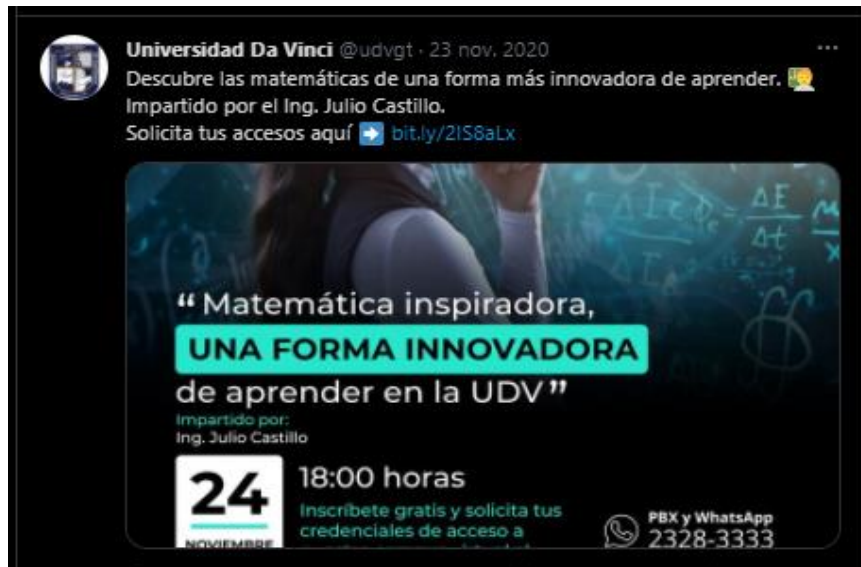 Universidad Da Vinci @udvgt · 23 nov. 2020
Descubre las matemáticas de una forma más innovadora de aprender.
Impartido por el Ing. Julio Castillo.
Solicita tus accesos aquí ➡ bit.ly/2IS8aLx
ΔE
Δt
“ Matemática inspiradora,
UNA FORMA INNOVADORA
de aprender en la UDV ”
Impartido por:
Ing. Julio Castillo
24
NOVIEMBRE
18:00 horas
Inscríbete gratis y solicita tus
credenciales de acceso a
PBX y WhatsApp
2328-3333